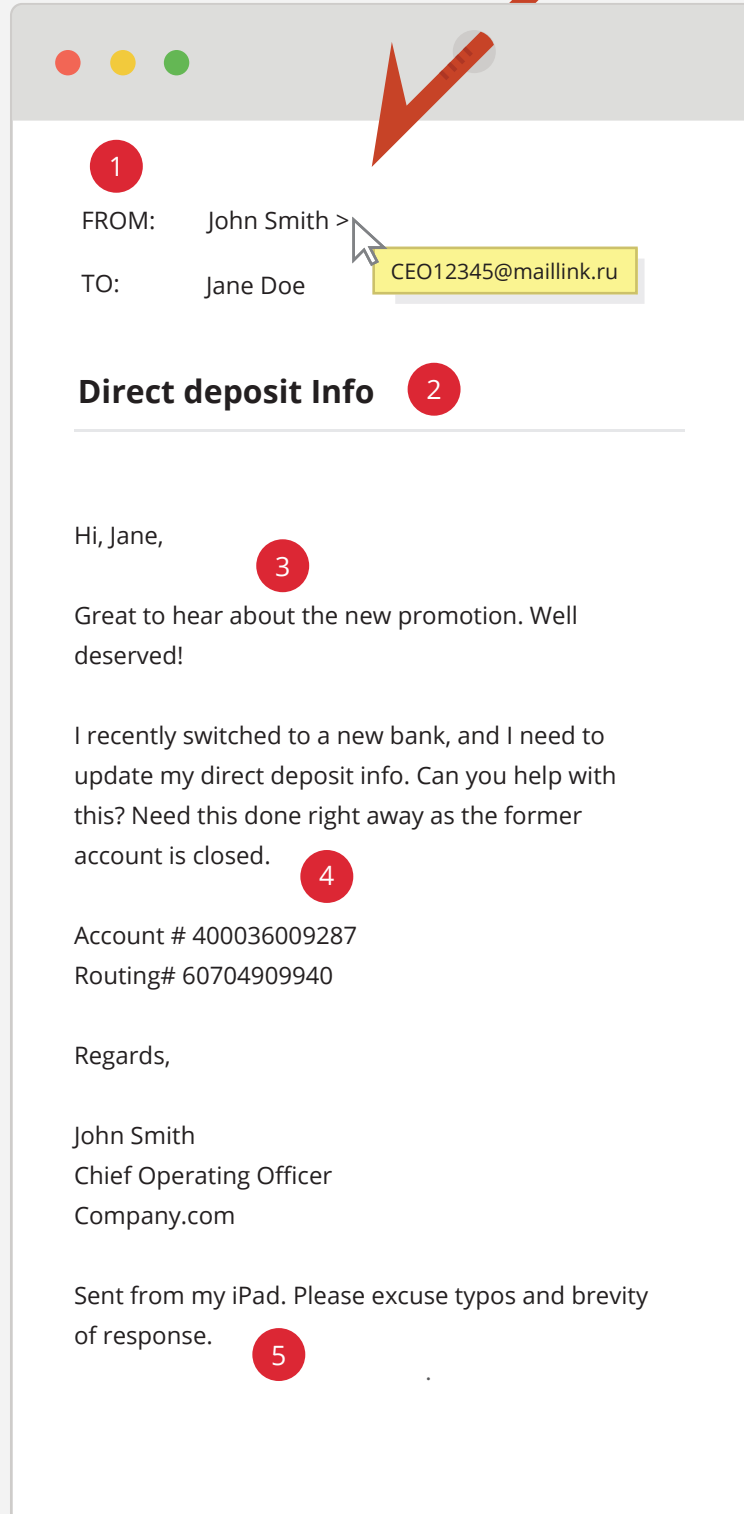 1
FROM: John Smith >
CEO12345@maillink.ru
TO: Jane Doe
Direct deposit Info 2
Hi, Jane,
3
Great to hear about the new promotion. Well
deserved!
I recently switched to a new bank, and I need to
update my direct deposit info. Can you help with
this? Need this done right away as the former
account is closed.
4
Account # 400036009287
Routing# 60704909940
Regards,
John Smith
Chief Operating Officer
Company.com
Sent from my iPad. Please excuse typos and brevity
of response.
5
.